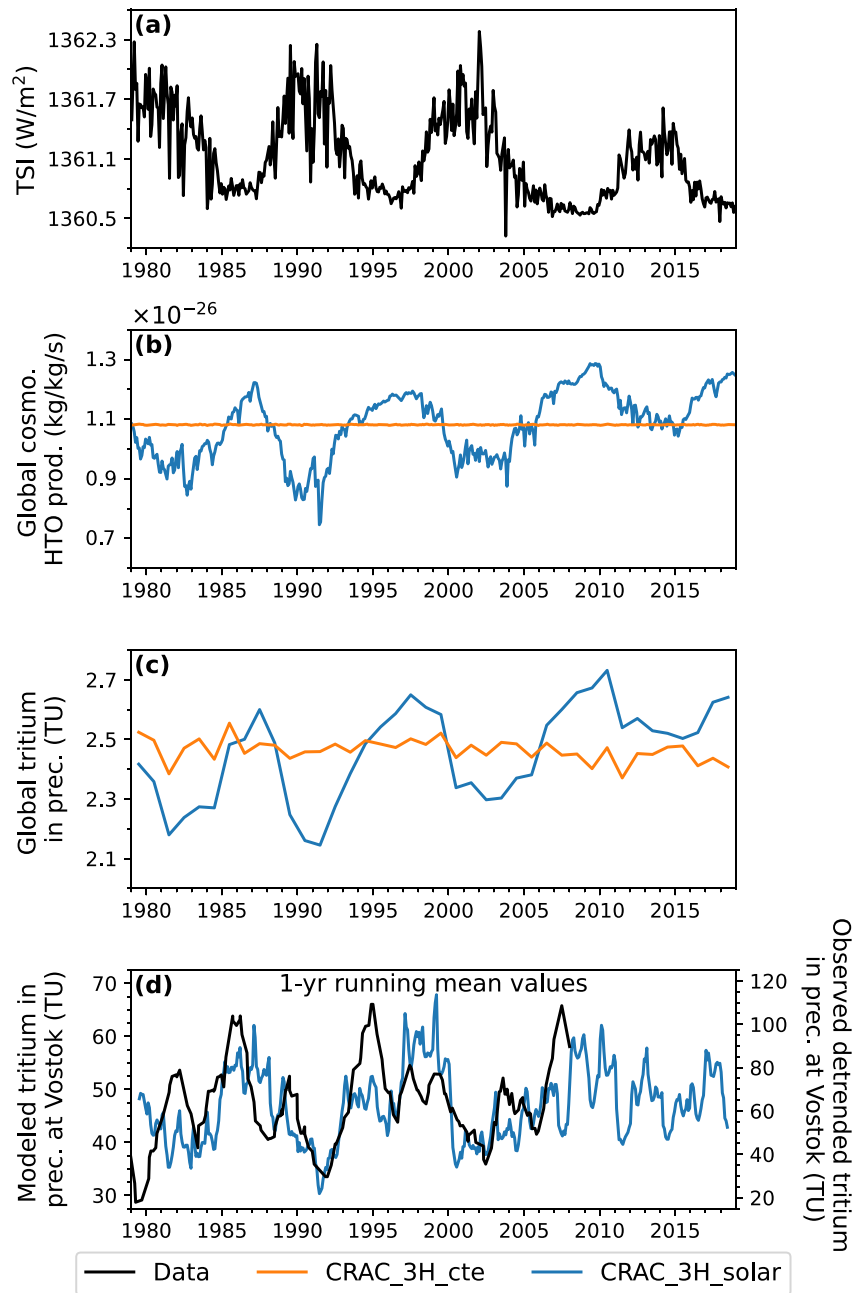 (a)
TSI (W/m²)
1362.3
1361.7
1361.1
1360.5
1980 1985 1990 1995 2000 2005 2010 2015
×10⁻²⁶
(b)
Global cosmo.
HTO prod. (kg/kg/s)
1.3
1.1
0.9
0.7
1980 1985 1990 1995 2000 2005 2010 2015
(c)
Global tritium
in prec. (TU)
2.7
2.5
2.3
2.1
1980 1985 1990 1995 2000 2005 2010 2015
(d) 1-yr running mean values
Modeled tritium in
prec. at Vostok (TU)
70
60
50
40
30
120
100
80
60
40
20
Observed detrended tritium
in prec. at Vostok (TU)
1980 1985 1990 1995 2000 2005 2010 2015
Data CRAC_3H_cte CRAC_3H_solar